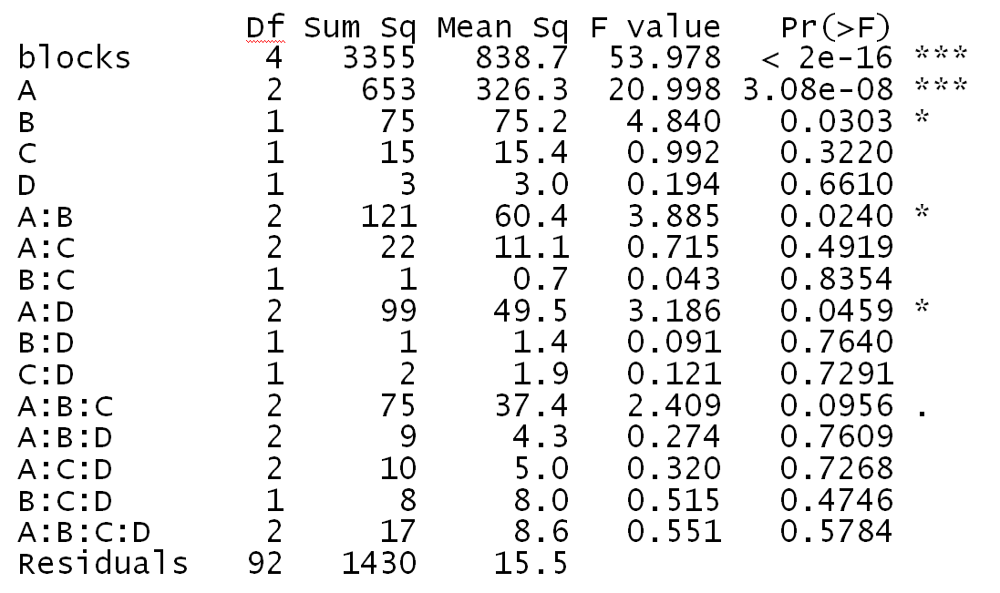 Df Sum Sq Mean Sq F value Pr(>F)
blocks 4 3355 838.7 53.978 < 2e-16 ***
A 2 653 326.3 20.998 3.08e-08 ***
B 1 75 75.2 4.840 0.0303 *
C 1 15 15.4 0.992 0.3220
D 1 3 3.0 0.194 0.6610
A:B 2 121 60.4 3.885 0.0240 *
A:C 2 22 11.1 0.715 0.4919
B:C 1 1 0.7 0.043 0.8354
A:D 2 99 49.5 3.186 0.0459 *
B:D 1 1 1.4 0.091 0.7640
C:D 1 2 1.9 0.121 0.7291
A:B:C 2 75 37.4 2.409 0.0956 .
A:B:D 2 9 4.3 0.274 0.7609
A:C:D 2 10 5.0 0.320 0.7268
B:C:D 1 8 8.0 0.515 0.4746
A:B:C:D 2 17 8.6 0.551 0.5784
Residuals 92 1430 15.5